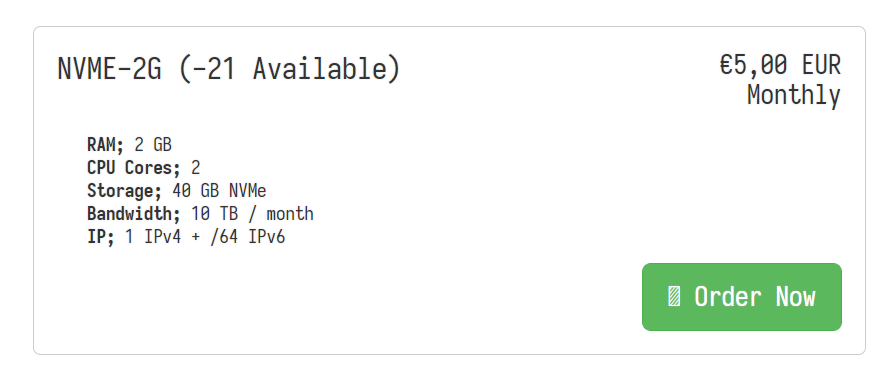 NVME-2G (-21 Available)
€5,00 EUR
Monthly
RAM; 2 GB
CPU Cores; 2
Storage; 40 GB NVMe
Bandwidth; 10 TB / month
IP; 1 IPv4 + /64 IPv6
Order Now